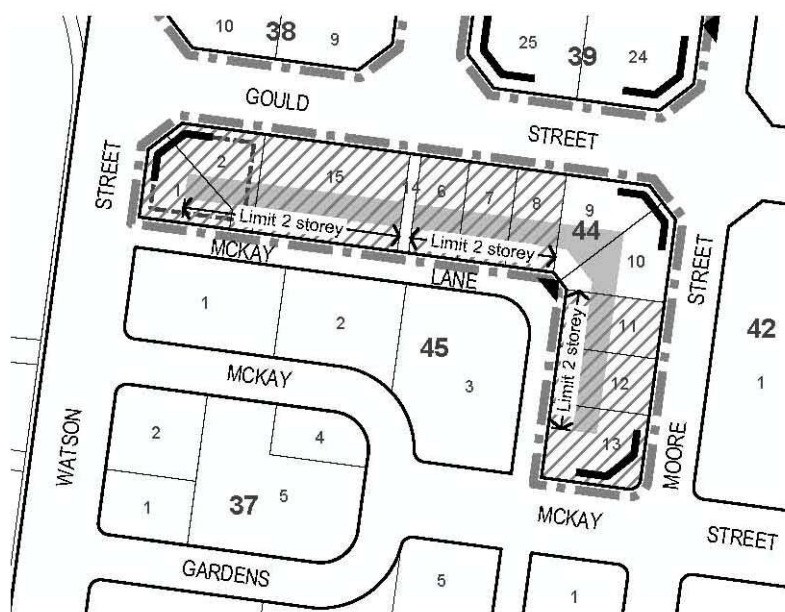 10
38
9
25
39
24
GOULD
STREET
STREET
1
2
15
14
6
7
8
9
44
10
Limit 2 storey
Limit 2 storey
MCKAY
LANE
STREET
11
12
13
Limit 2 storey
42
1
1
2
45
3
MCKAY
WATSON
2
1
4
37
5
MOORE
MCKAY
STREET
GARDENS
5
1